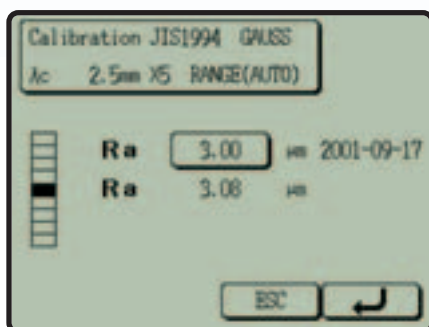 Calibration JIS1994 GAUSS
λc 2.5mm X5 RANGE(AUTO)
Ra 3.00 μm 2001-09-17
Ra 3.08 μm
ESC